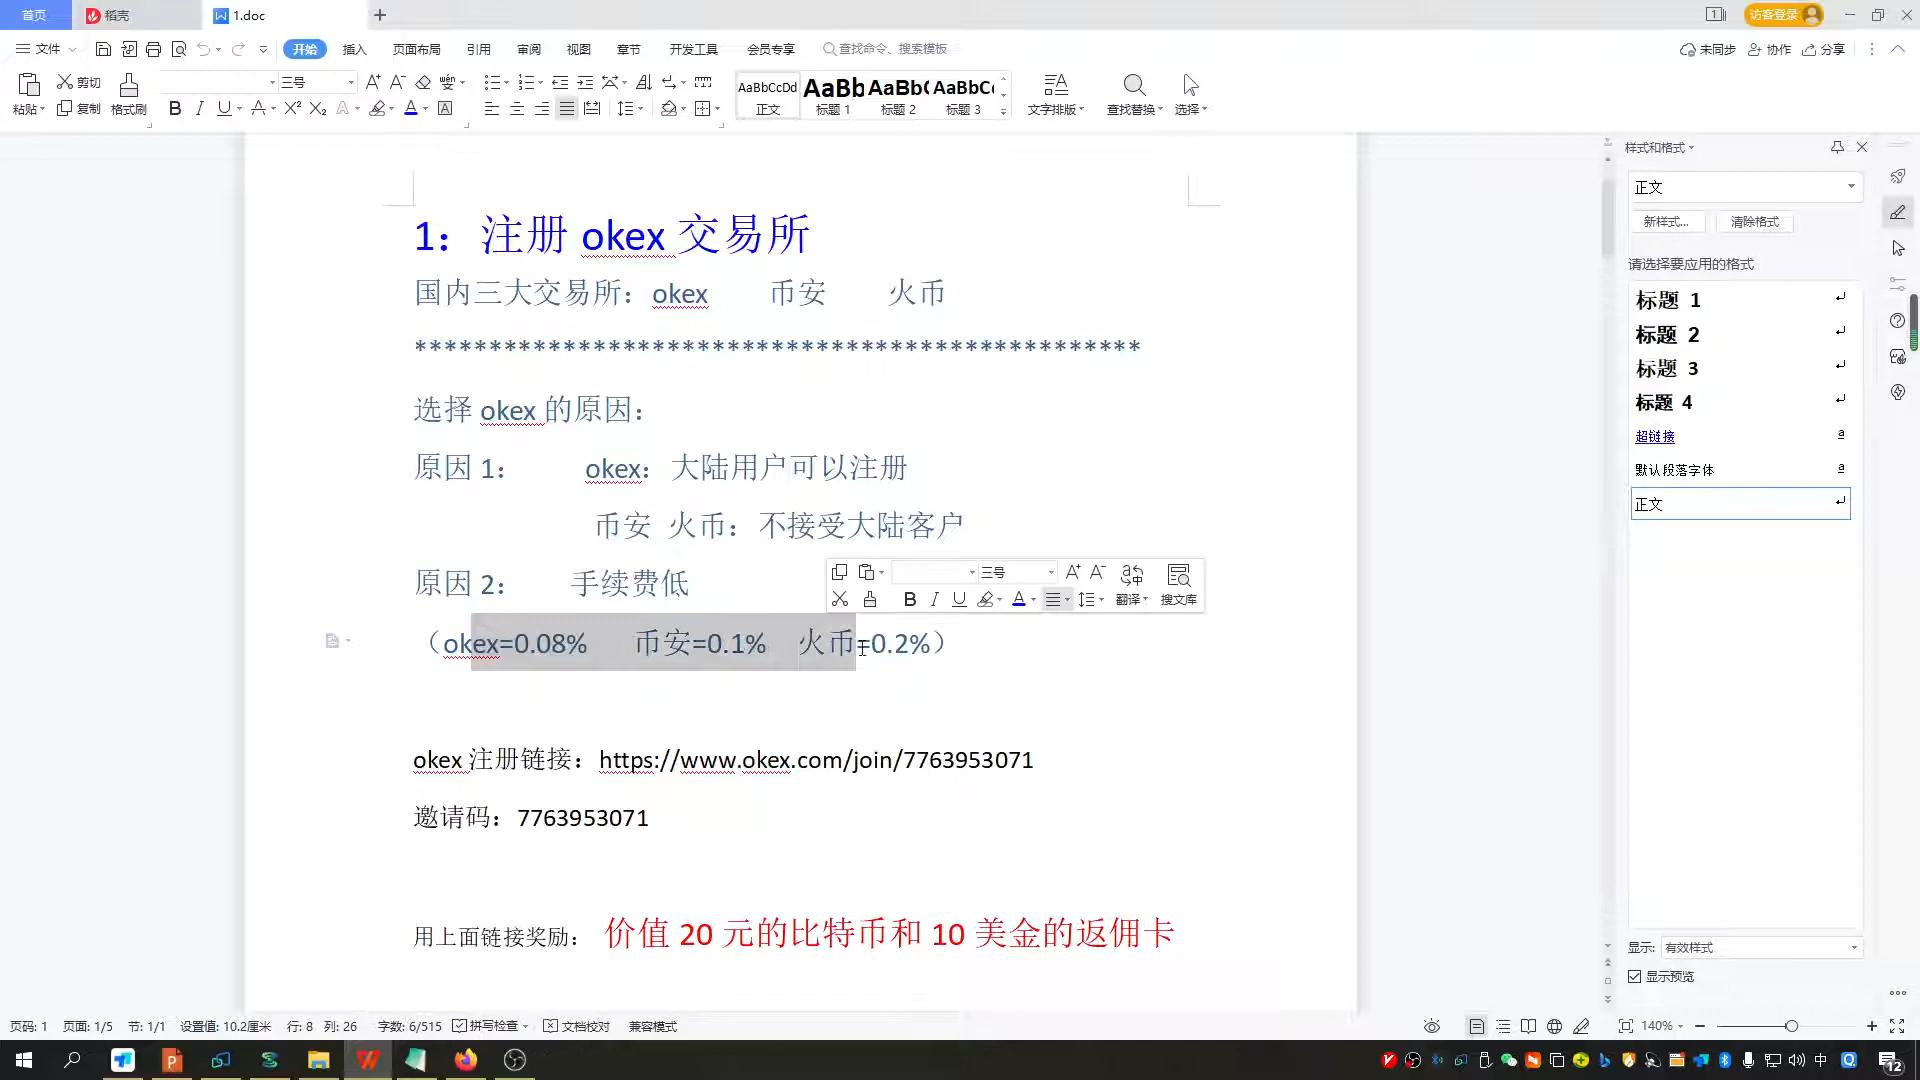 首页
稻壳
1.doc
访客登录
文件
开始
插入
页面布局
引用
审阅
视图
章节
开发工具
会员专享
查找命令、搜索模板
未同步
协作
分享
粘贴
剪切
复制
格式刷
三号
AaBbCcDd
正文
AaBb
标题 1
AaBb(
标题 2
AaBbC(
标题 3
文字排版
查找替换
选择
1：注册 okex 交易所
国内三大交易所：okex 币安 火币
*************************************************
选择 okex 的原因：
原因 1： okex：大陆用户可以注册
币安 火币：不接受大陆客户
原因 2： 手续费低
（okex=0.08% 币安=0.1% 火币=0.2%）
三号
翻译
搜文库
okex 注册链接：https://www.okex.com/join/7763953071
邀请码：7763953071
用上面链接奖励： 价值 20 元的比特币和 10 美金的返佣卡
样式和格式
正文
新样式...
清除格式
请选择要应用的格式
标题 1
标题 2
标题 3
标题 4
超链接
默认段落字体
正文
显示: 有效样式
显示预览
页码: 1
页面: 1/5
节: 1/1
设置值: 10.2厘米
行: 8
列: 26
字数: 6/515
拼写检查
文档校对
兼容模式
140%
中
12